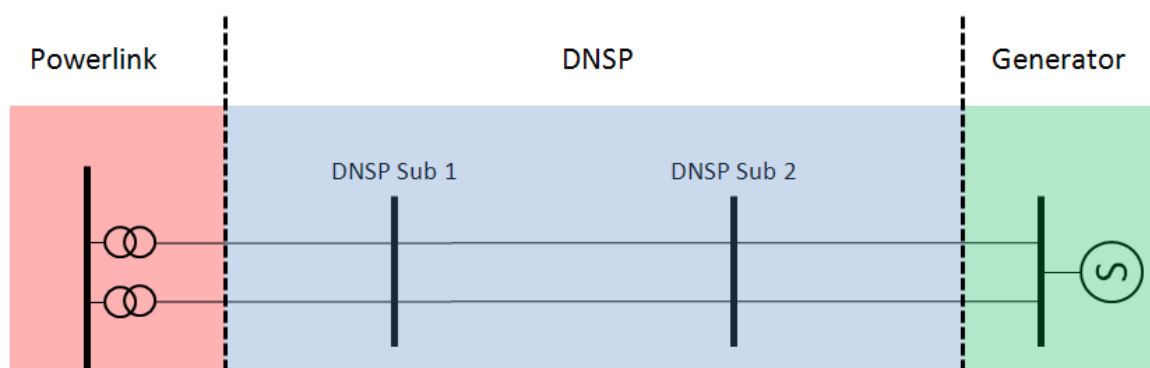 Powerlink
DNSP
Generator
DNSP Sub 1
DNSP Sub 2